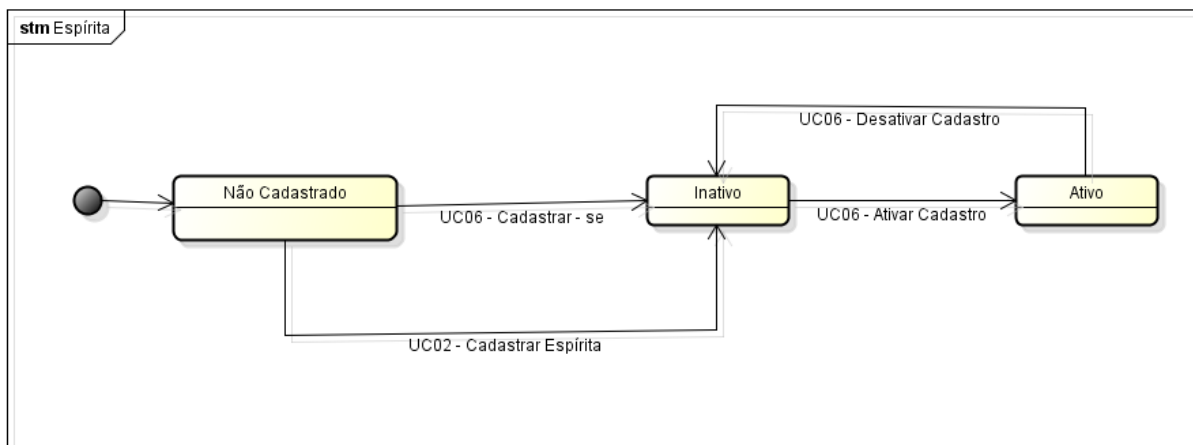 stm Espírita
UC06 - Desativar Cadastro
Não Cadastrado
Inativo
Ativo
UC06 - Cadastrar - se
UC06 - Ativar Cadastro
UC02 - Cadastrar Espírita